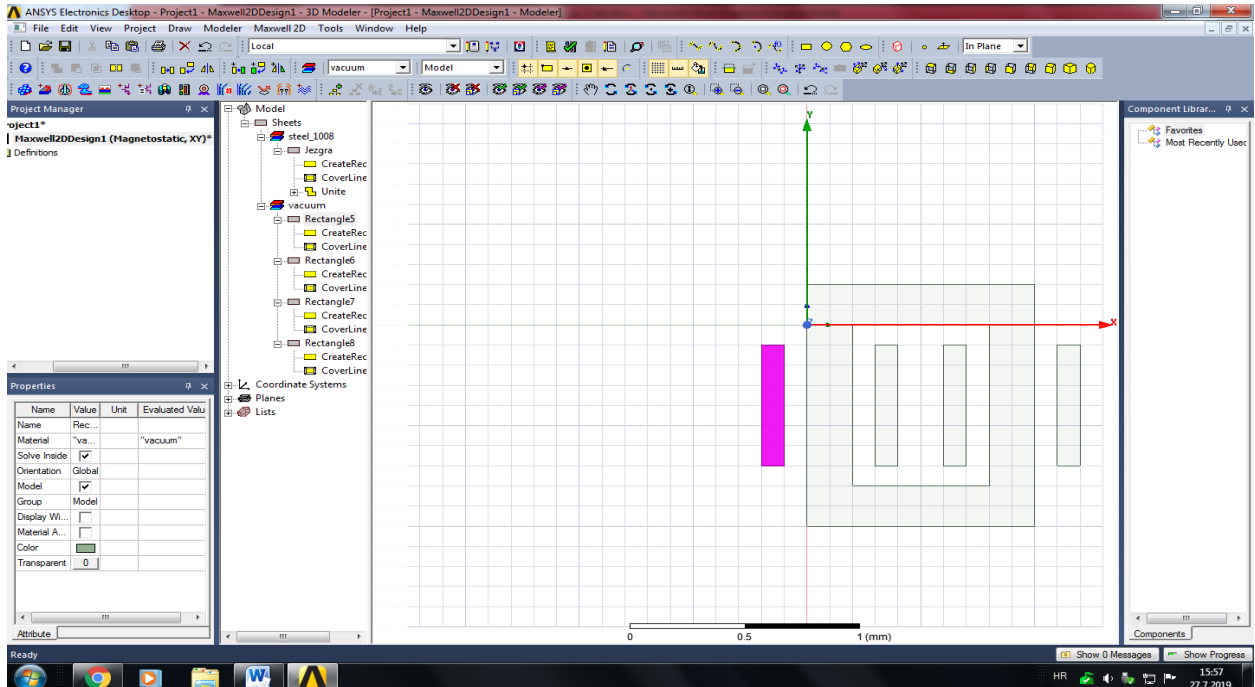 ANSYS Electronics Desktop - Project1 - Maxwell2DDesign1 - 3D Modeler - [Project1 - Maxwell2DDesign1 - Modeler]
File Edit View Project Draw Modeler Maxwell 2D Tools Window Help
Local
In Plane
vacuum
Model
Project Manager
roject1*
Maxwell2DDesign1 (Magnetostatic, XY)*
Definitions
Properties
Name Value Unit Evaluated Valu
Name Rec...
Material "va... "vacuum"
Solve Inside
Orientation Global
Model
Group Model
Display Wi...
Material A...
Color
Transparent 0
Attribute
Model
Sheets
steel_1008
Jezgra
CreateRec
CoverLine
Unite
vacuum
Rectangle5
CreateRec
CoverLine
Rectangle6
CreateRec
CoverLine
Rectangle7
CreateRec
CoverLine
Rectangle8
CreateRec
CoverLine
Coordinate Systems
Planes
Lists
Y
X
0 0.5 1 (mm)
Component Librar...
Favorites
Most Recently Usec
Components
Ready
Show 0 Messages
Show Progress
HR
15:57
27.7.2019